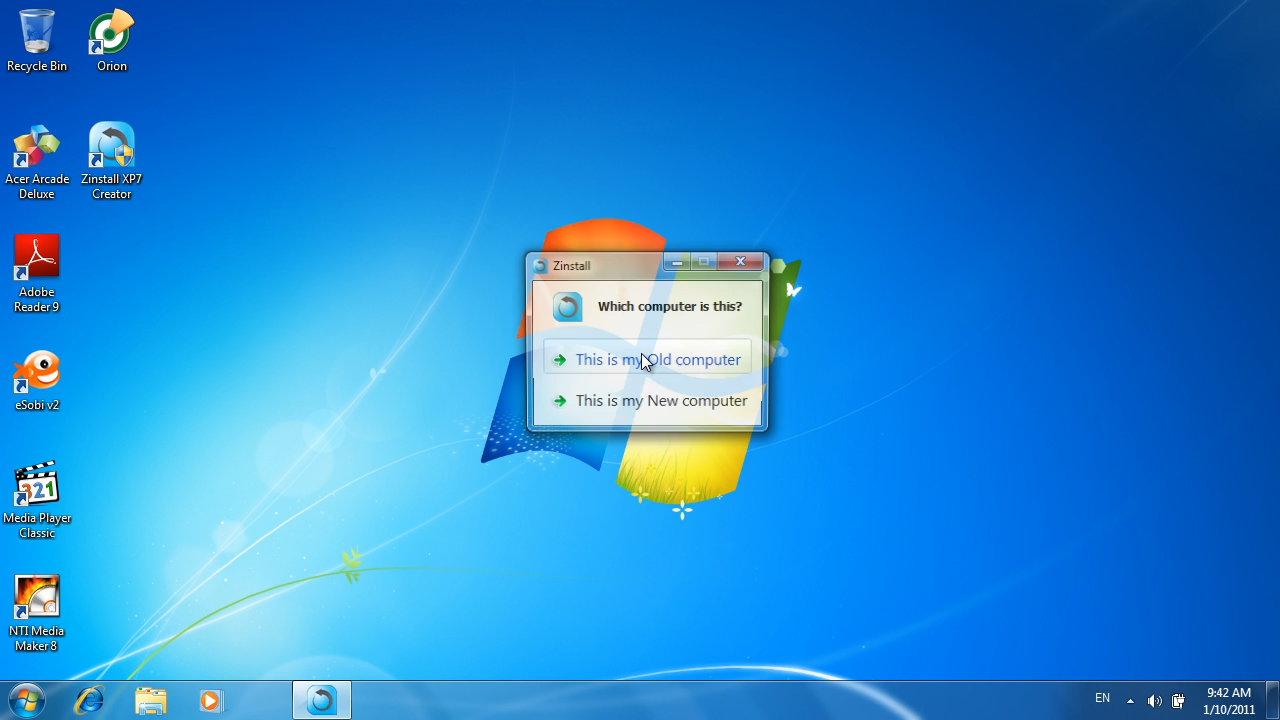 Recycle Bin
Orion
Acer Arcade
Deluxe
Zinstall XP7
Creator
Adobe
Reader 9
eSobi v2
321
Media Player
Classic
NTI Media
Maker 8
Zinstall
Which computer is this?
This is my Old computer
This is my New computer
EN
9:42 AM
1/10/2011